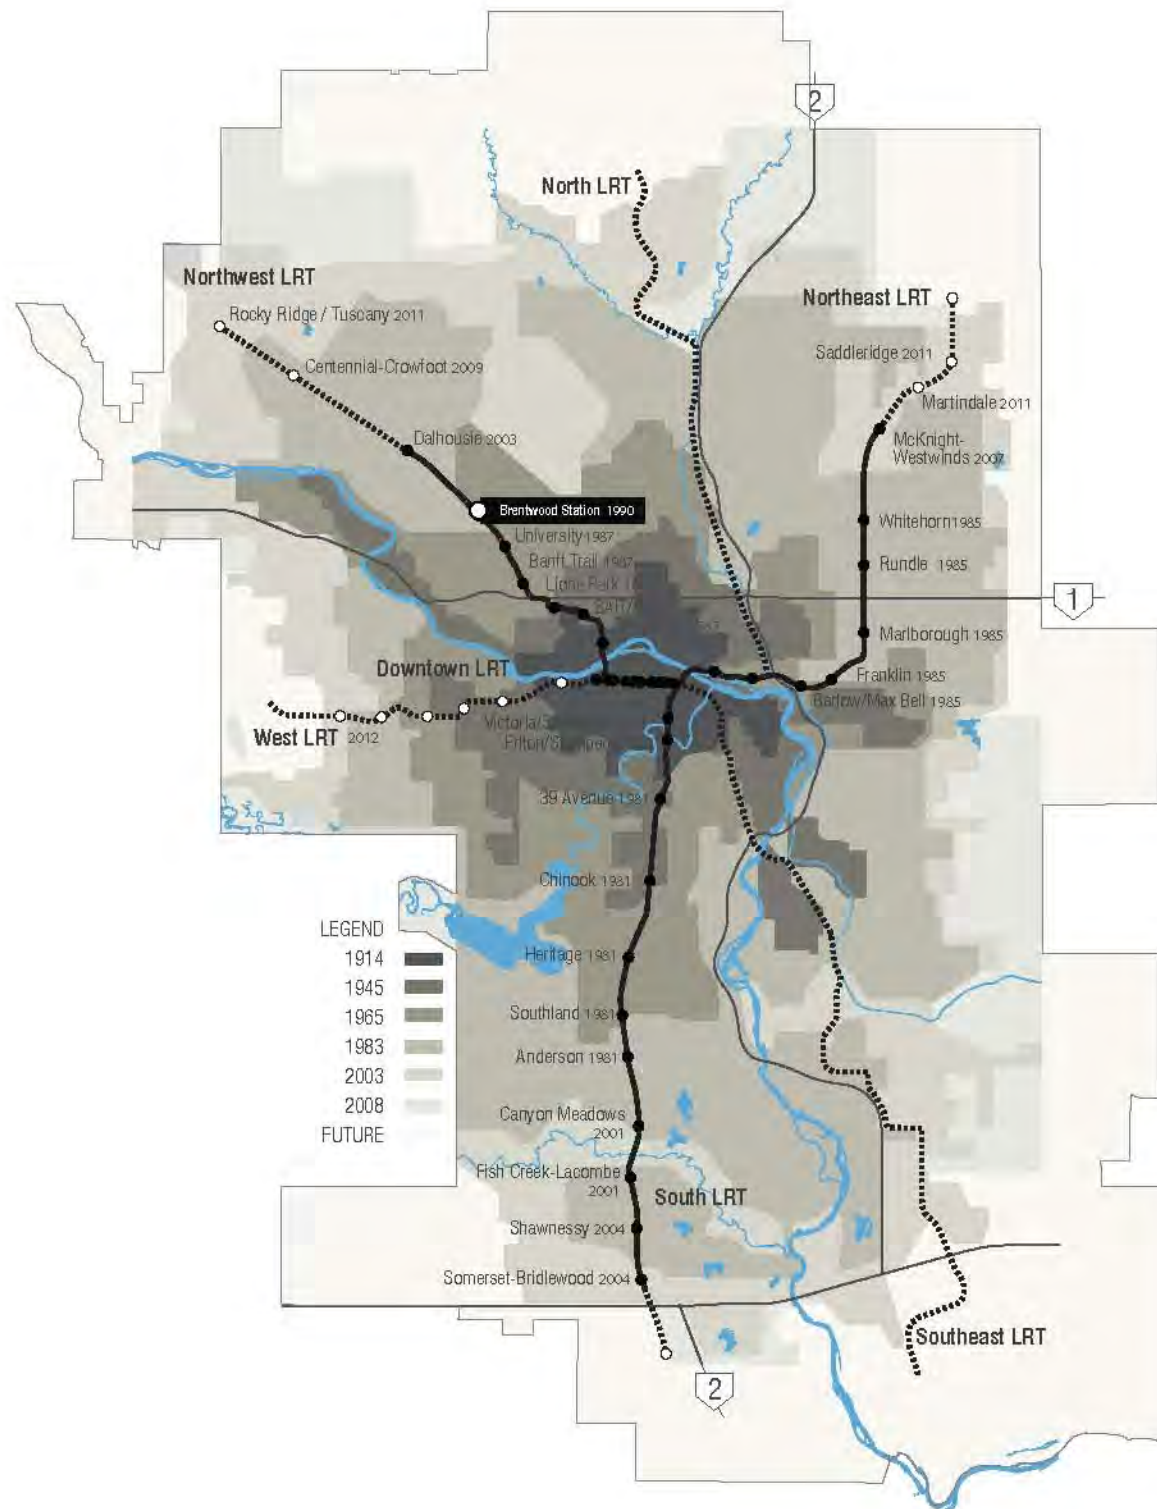 2
North LRT
Northwest LRT
Northeast LRT
Rocky Ridge / Tuscany 2011
Saddleridge 2011
Centennial-Crowfoot 2009
Martindale 2011
Dalhousie 2003
McKnight-
Westwinds 2007
Brentwood Station 1990
Whitehorn 1985
University 1987
Banff Trail 1987
Rundle 1985
1
Marlborough 1985
Downtown LRT
Franklin 1985
Barlow/Max Bell 1985
West LRT 2012
39 Avenue 1981
Chinook 1981
LEGEND
1914
Heritage 1981
1945
1965
Southland 1981
1983
Anderson 1981
2003
2008
Canyon Meadows
2001
FUTURE
Fish Creek-Lacombe
2001
South LRT
Shawnessy 2004
Somerset-Bridlewood 2004
Southeast LRT
2